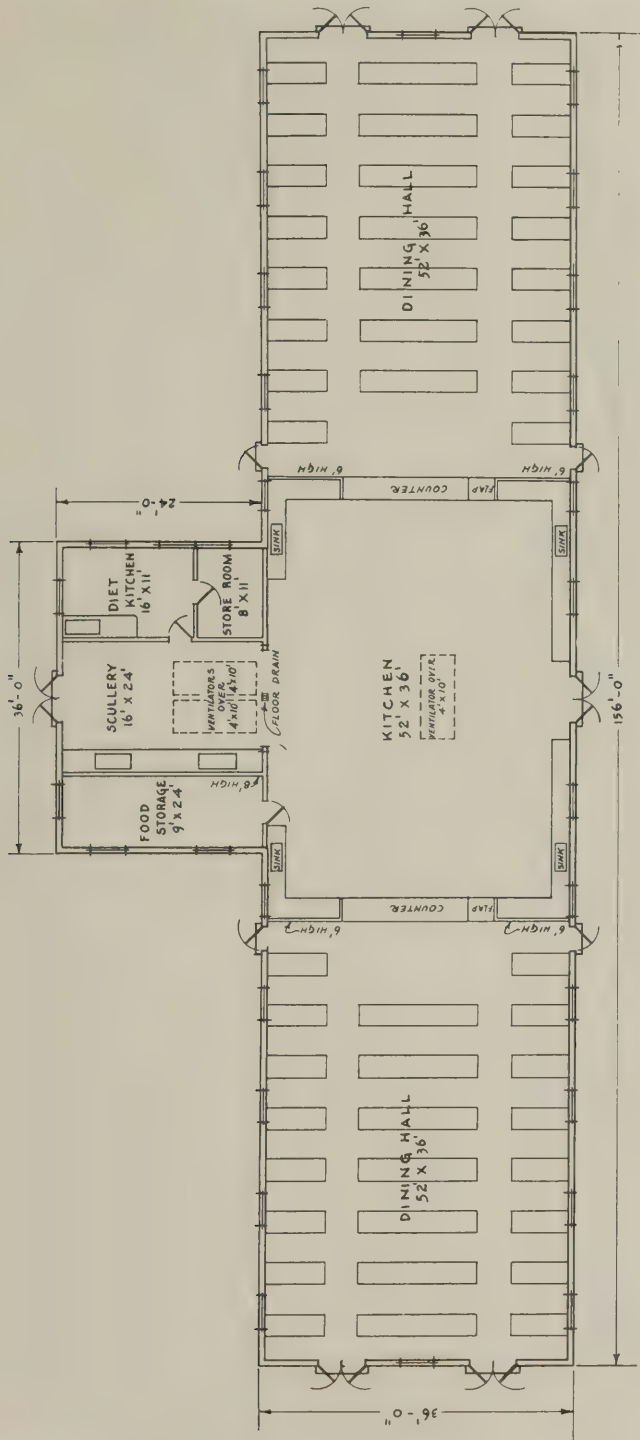 36'-0"
24'-0"
DIET
KITCHEN
16' X 11'
STORE ROOM
8' X 11'
SCULLERY
16' X 24'
VENTILATORS
OVER
4'X10' 4'X10'
FLOOR DRAIN
FOOD
STORAGE
9' X 24'
8' HIGH
DINING HALL
52' X 36'
6' HIGH
COUNTER
FLAP
6' HIGH
SINK
SINK
KITCHEN
52' X 36'
VENTILATOR OVER
4' X 10'
SINK
SINK
6' HIGH
COUNTER
FLAP
6' HIGH
DINING HALL
52' X 36'
36'-0"
156'-0"